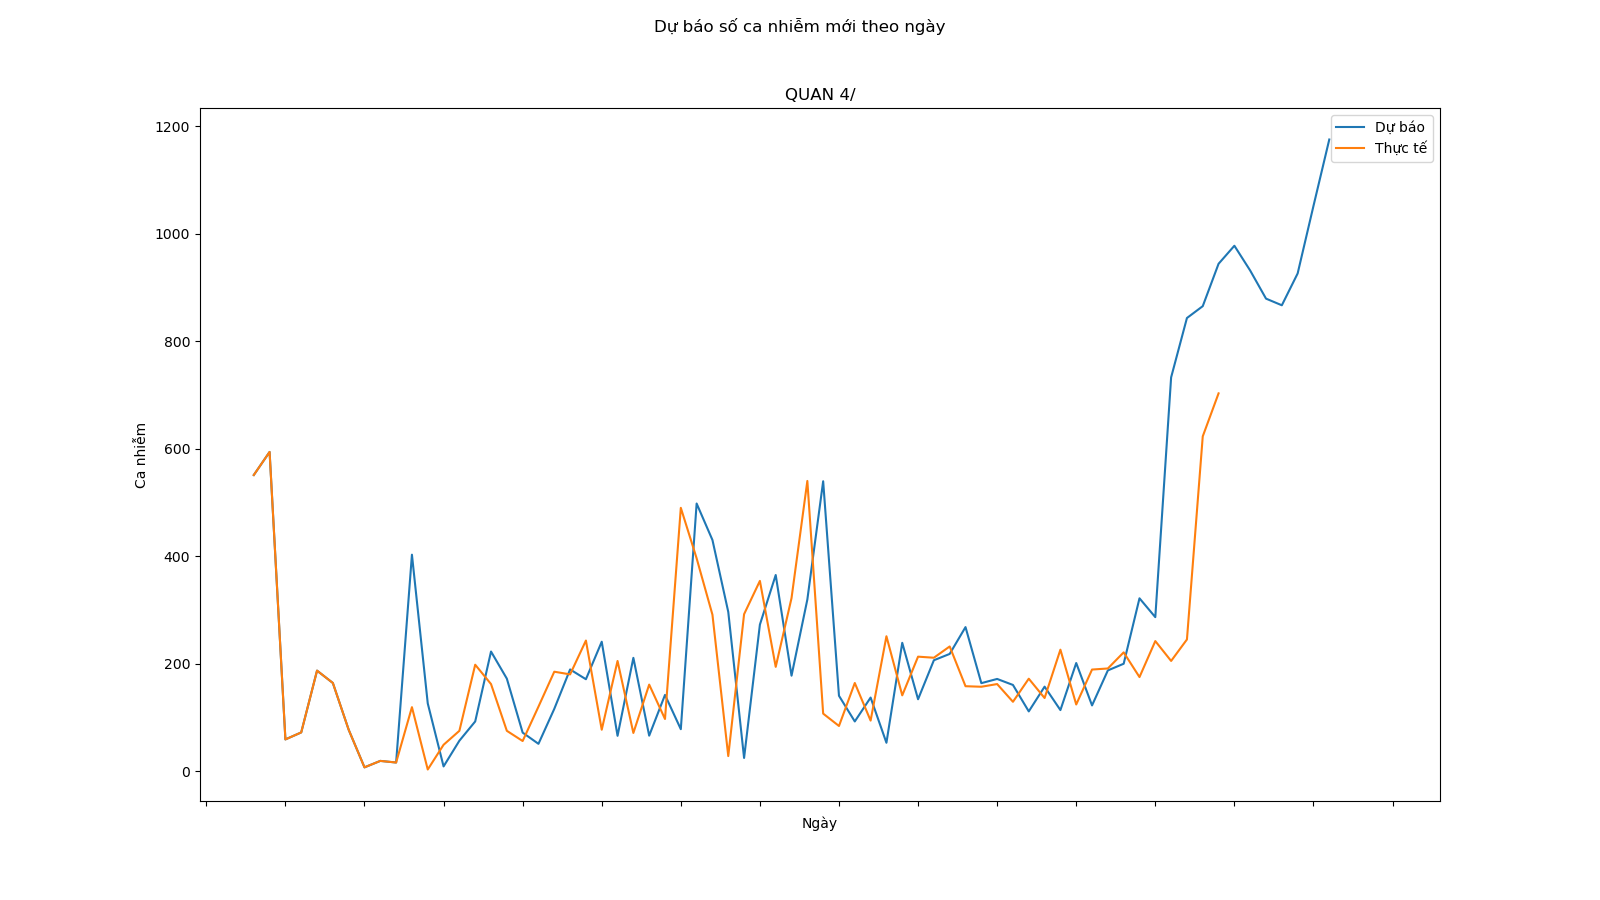 Dự báo số ca nhiễm mới theo ngày
QUAN 4/
1200
1000
800
600
400
200
0
Ca nhiễm
Dự báo
Thực tế
Ngày